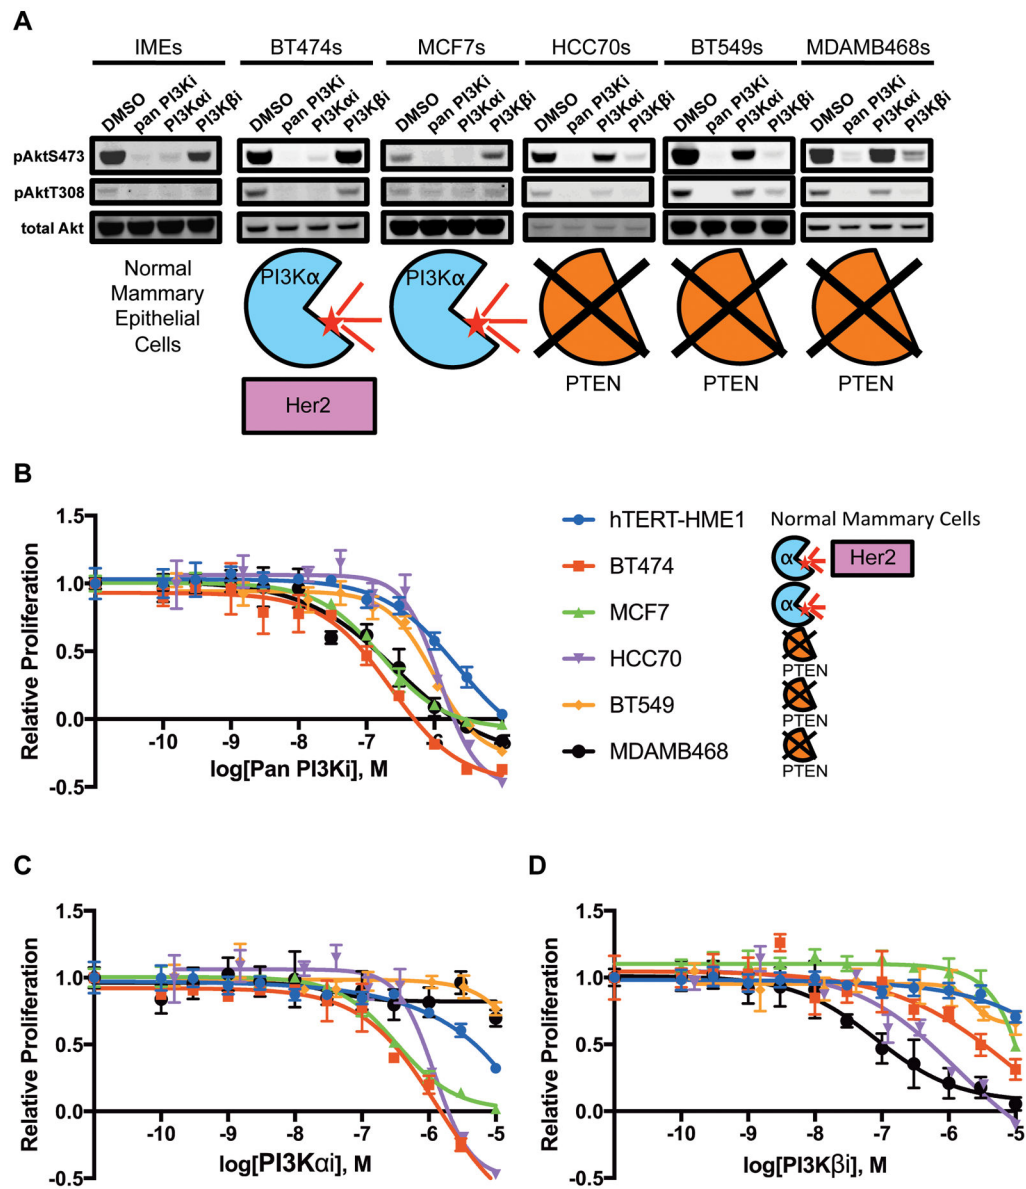 A
IMEs BT474s MCF7s HCC70s BT549s MDAMB468s
DMSO pan PI3Ki PI3Kαi PI3Kβi DMSO pan PI3Ki PI3Kαi PI3Kβi DMSO pan PI3Ki PI3Kαi PI3Kβi DMSO pan PI3Ki PI3Kαi PI3Kβi DMSO pan PI3Ki PI3Kαi PI3Kβi DMSO pan PI3Ki PI3Kαi PI3Kβi
pAktS473
pAktT308
total Akt
Normal
Mammary
Epithelial
Cells
PI3Kα PI3Kα
PTEN PTEN PTEN
Her2
B
Relative Proliferation
1.5
1.0
0.5
0.0
-0.5
-10 -9 -8 -7 -6
log[Pan PI3Ki], M
hTERT-HME1 Normal Mammary Cells
BT474 α Her2
MCF7 α
HCC70 PTEN
BT549 PTEN
MDAMB468 PTEN
C
Relative Proliferation
1.5
1.0
0.5
0.0
-0.5
-10 -9 -8 -7 -6 -5
log[PI3Kαi], M
D
Relative Proliferation
1.5
1.0
0.5
0.0
-0.5
-10 -9 -8 -7 -6 -5
log[PI3Kβi], M